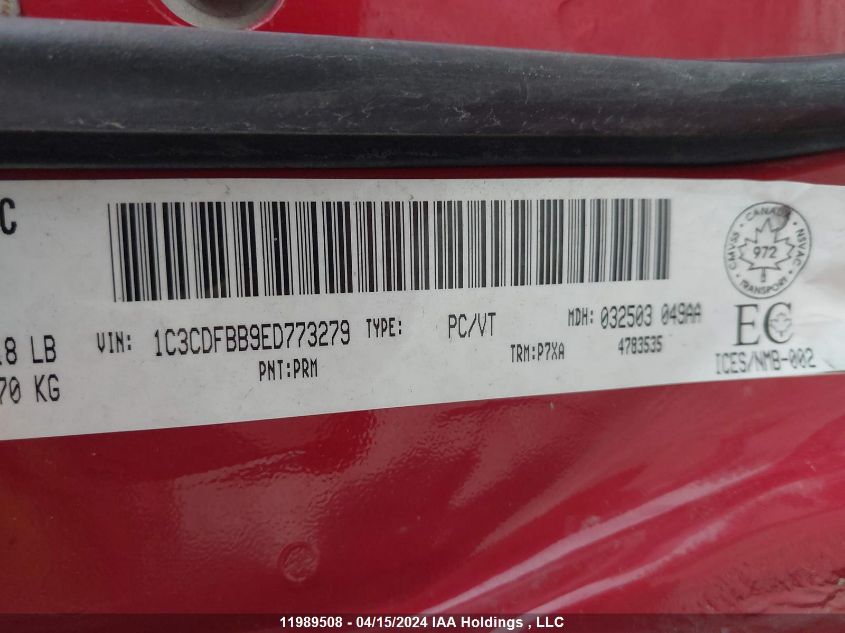 C
18 LB
70 KG
VIN: 1C3CDFBB9ED773279 TYPE: PC/VT MDH: 032503 049AA
PNT:PRM TRM:P7XA 4783535
CANADA
CMVSS NSVAC
972
TRANSPORT
EC
ICES/NMB-002
11989508 - 04/15/2024 IAA Holdings , LLC